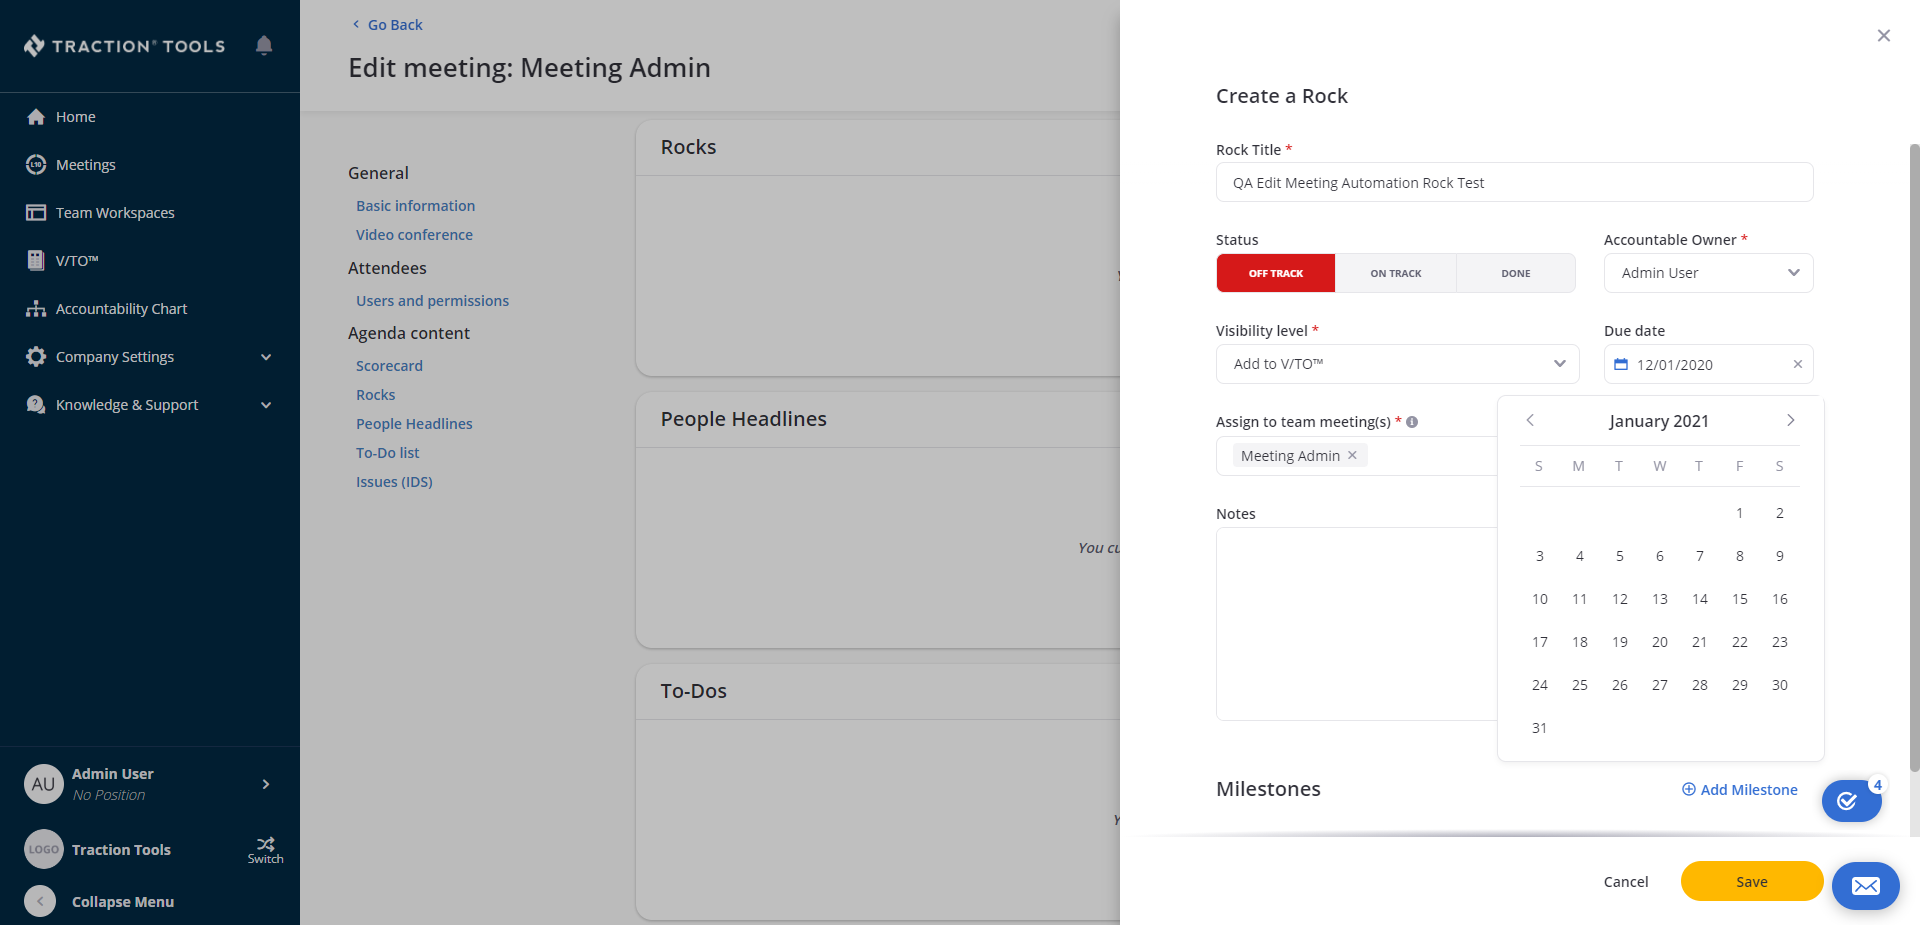 TRACTION® TOOLS
Home
L10
Meetings
Team Workspaces
V/TO™
Accountability Chart
Company Settings
Knowledge & Support
AU
Admin User
No Position
LOGO
Traction Tools
Switch
Collapse Menu
Go Back
Edit meeting: Meeting Admin
General
Basic information
Video conference
Attendees
Users and permissions
Agenda content
Scorecard
Rocks
People Headlines
To-Do list
Issues (IDS)
Rocks
People Headlines
You cu
To-Dos
Create a Rock
Rock Title *
QA Edit Meeting Automation Rock Test
Status
Accountable Owner *
OFF TRACK ON TRACK DONE
Admin User
Visibility level *
Due date
Add to V/TO™
12/01/2020
Assign to team meeting(s) *
Meeting Admin
Notes
January 2021
S M T W T F S
1 2
3 4 5 6 7 8 9
10 11 12 13 14 15 16
17 18 19 20 21 22 23
24 25 26 27 28 29 30
31
Milestones
Add Milestone
4
Cancel
Save